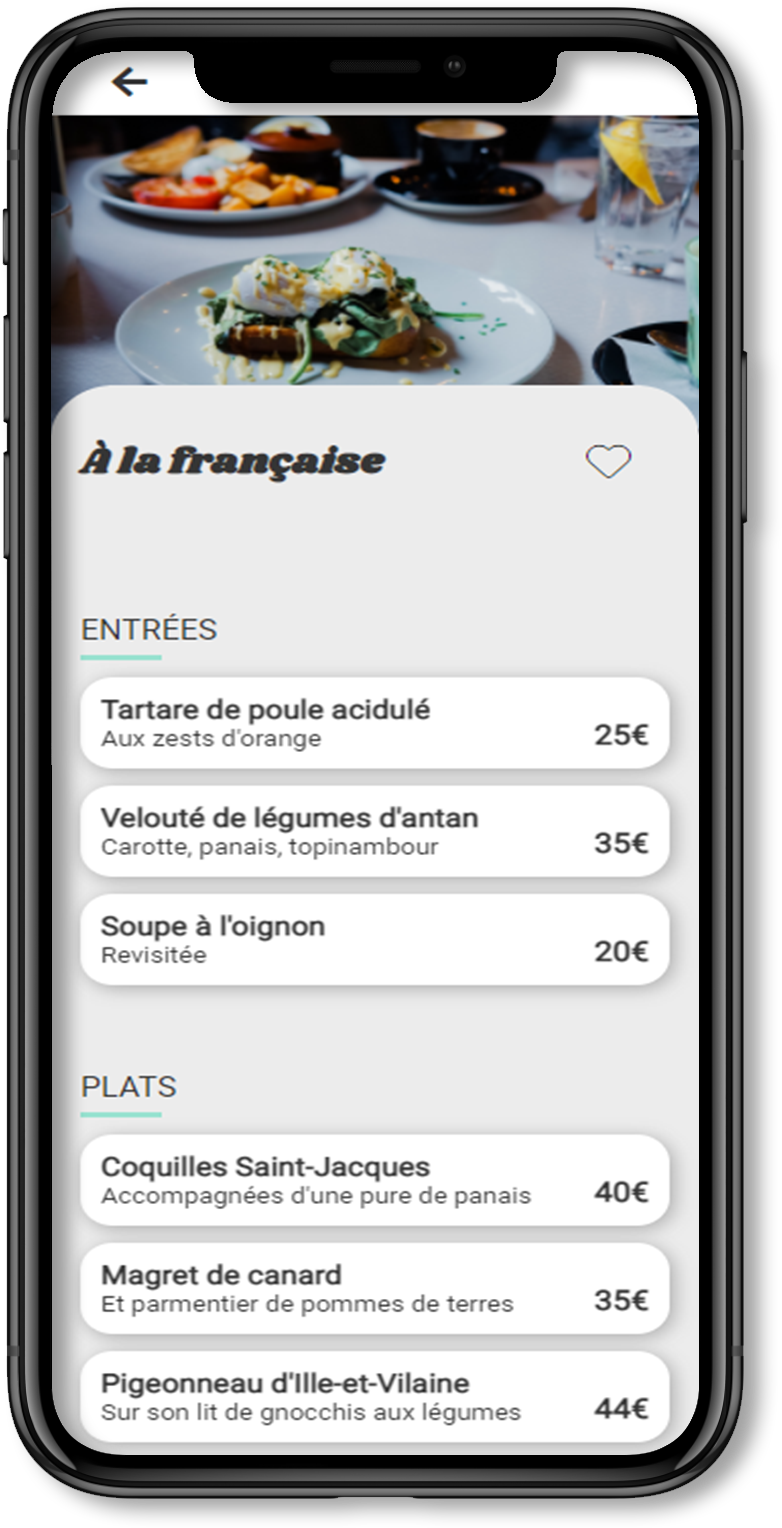 À la française
ENTRÉES
Tartare de poule acidulé
Aux zests d'orange
25€
Velouté de légumes d'antan
Carotte, panais, topinambour
35€
Soupe à l'oignon
Revisitée
20€
PLATS
Coquilles Saint-Jacques
Accompagnées d'une pure de panais
40€
Magret de canard
Et parmentier de pommes de terres
35€
Pigeonneau d'Ille-et-Vilaine
Sur son lit de gnocchis aux légumes
44€